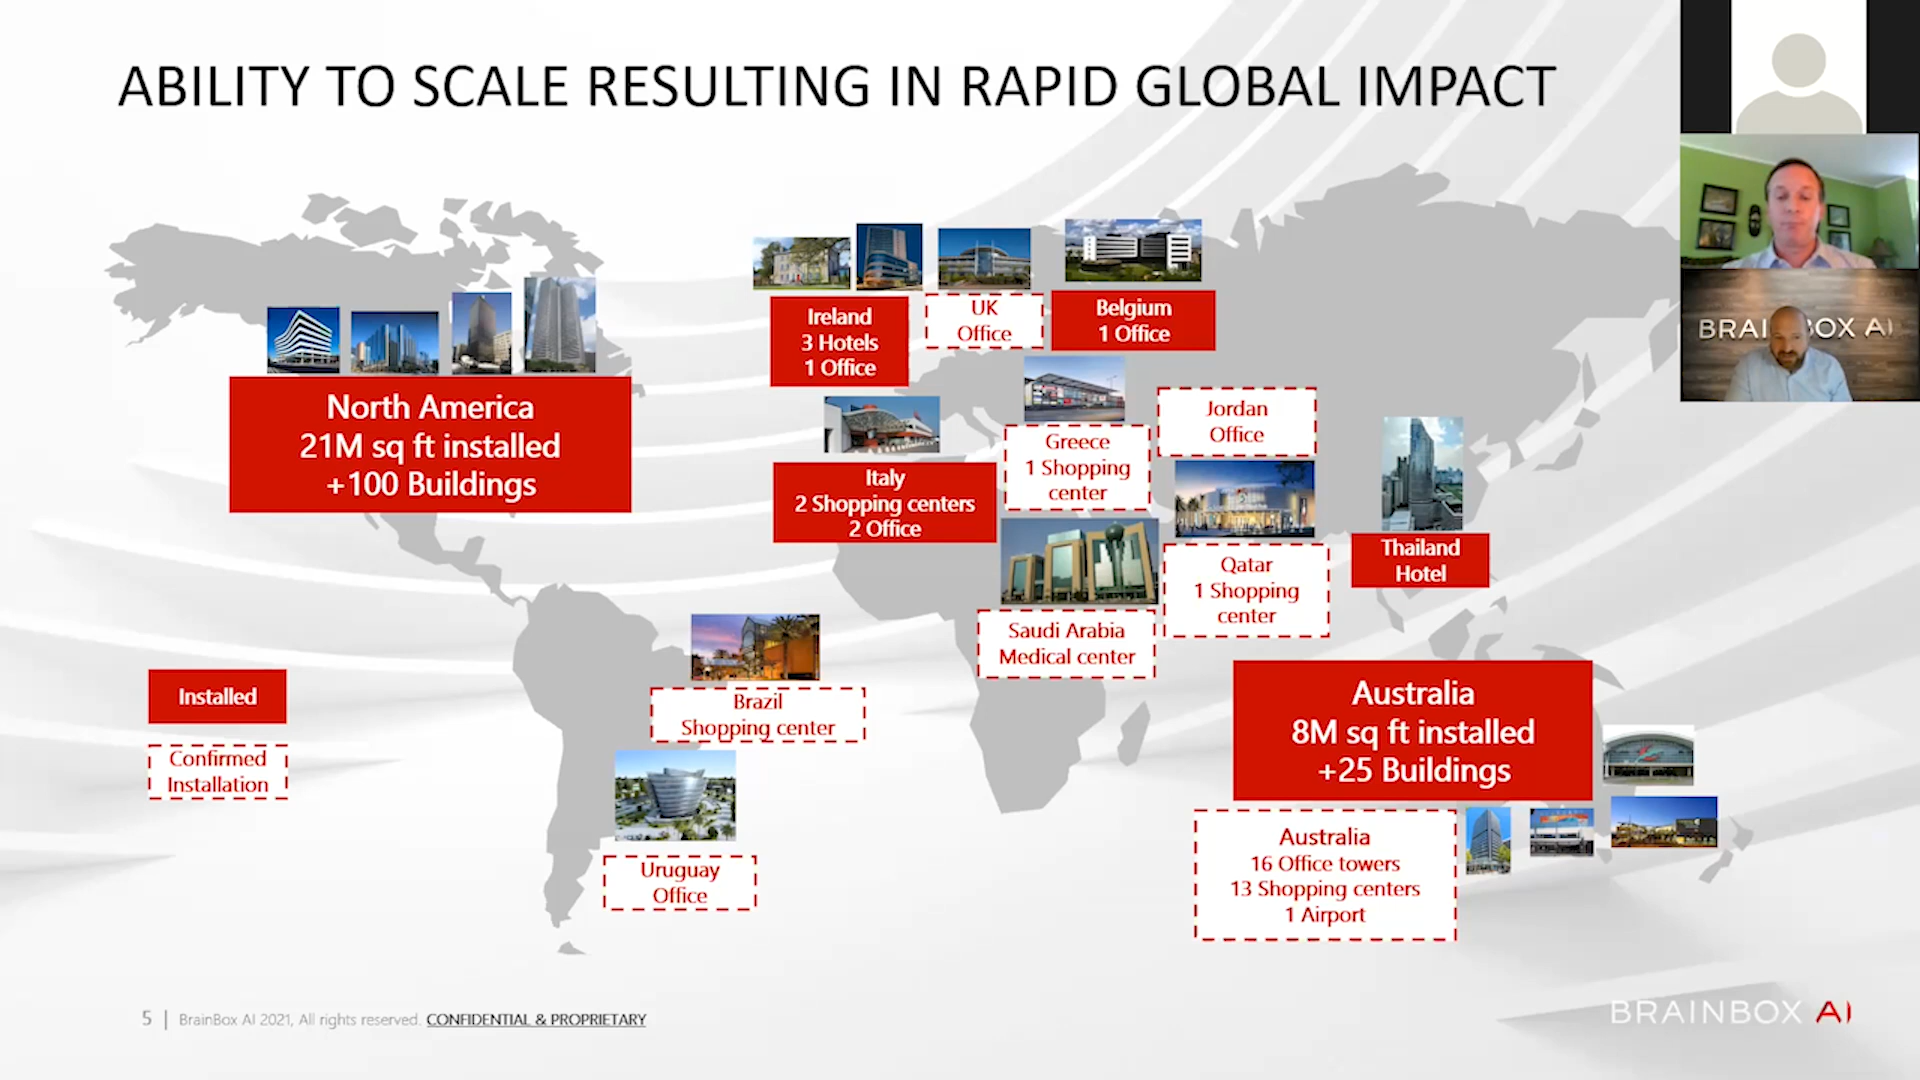 ABILITY TO SCALE RESULTING IN RAPID GLOBAL IMPACT
BRAINBOX AI
North America
21M sq ft installed
+100 Buildings
Ireland
3 Hotels
1 Office
UK
Office
Belgium
1 Office
Italy
2 Shopping centers
2 Office
Greece
1 Shopping
center
Jordan
Office
Saudi Arabia
Medical center
Qatar
1 Shopping
center
Thailand
Hotel
Brazil
Shopping center
Uruguay
Office
Installed
Confirmed
Installation
Australia
8M sq ft installed
+25 Buildings
Australia
16 Office towers
13 Shopping centers
1 Airport
5 | BrainBox AI 2021, All rights reserved. CONFIDENTIAL & PROPRIETARY
BRAINBOX AI